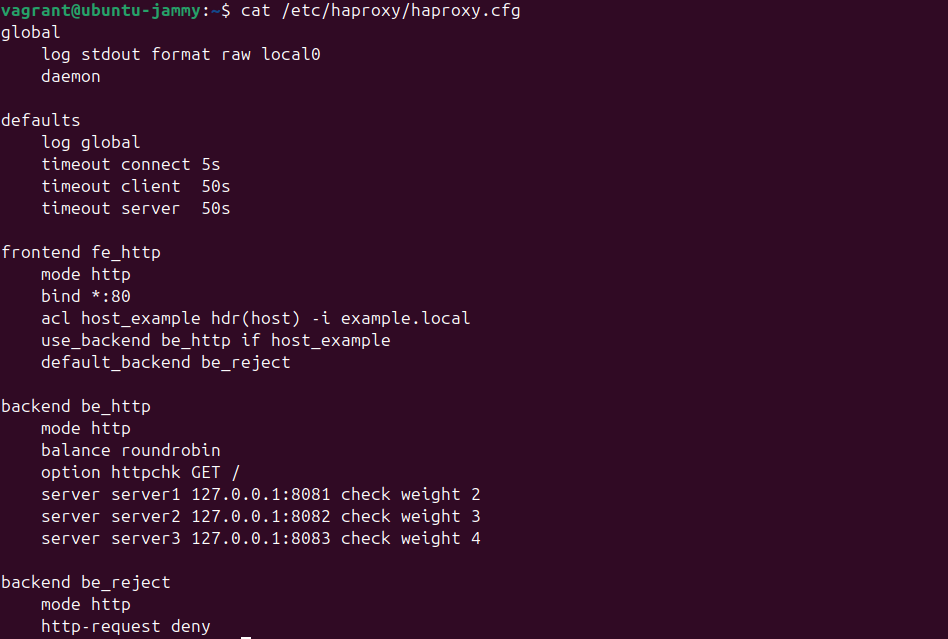 vagrant@ubuntu-jammy:~$ cat /etc/haproxy/haproxy.cfg
global
    log stdout format raw local0
    daemon

defaults
    log global
    timeout connect 5s
    timeout client  50s
    timeout server  50s

frontend fe_http
    mode http
    bind *:80
    acl host_example hdr(host) -i example.local
    use_backend be_http if host_example
    default_backend be_reject

backend be_http
    mode http
    balance roundrobin
    option httpchk GET /
    server server1 127.0.0.1:8081 check weight 2
    server server2 127.0.0.1:8082 check weight 3
    server server3 127.0.0.1:8083 check weight 4

backend be_reject
    mode http
    http-request deny